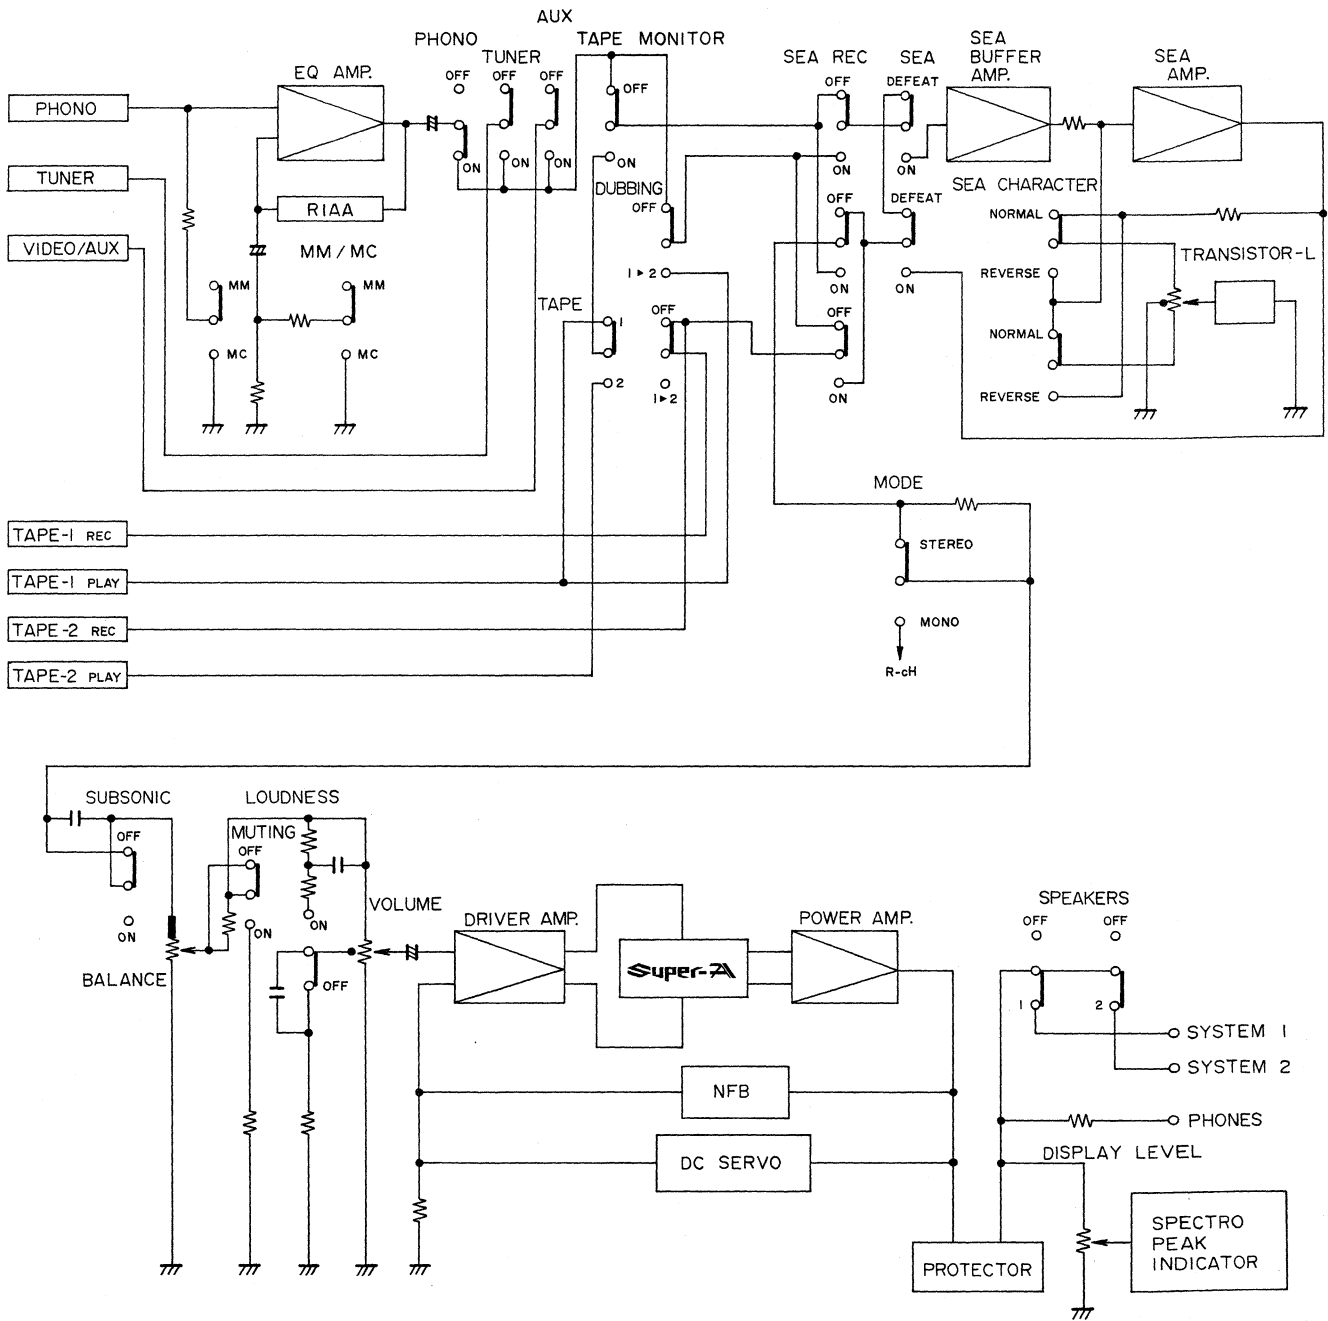 AUX
PHONO
TAPE MONITOR
TUNER
SEA REC
SEA
SEA
BUFFER
AMP.
SEA
AMP.
EQ AMP.
OFF
OFF
OFF
OFF
OFF
DEFEAT
PHONO
ON
ON
ON
ON
ON
ON
TUNER
DUBBING
SEA CHARACTER
RIAA
OFF
OFF
DEFEAT
NORMAL
VIDEO/AUX
MM/MC
TRANSISTOR-L
1▶2
ON
ON
REVERSE
MM
MM
TAPE
1
OFF
OFF
NORMAL
MC
MC
2
1▶2
ON
REVERSE
MODE
TAPE-1 REC
STEREO
TAPE-1 PLAY
TAPE-2 REC
MONO
TAPE-2 PLAY
R-cH
SUBSONIC
LOUDNESS
OFF
MUTING
OFF
ON
ON
ON
VOLUME
DRIVER AMP.
POWER AMP.
SPEAKERS
OFF
OFF
BALANCE
OFF
Super-A
1
2
SYSTEM 1
SYSTEM 2
NFB
PHONES
DC SERVO
DISPLAY LEVEL
PROTECTOR
SPECTRO
PEAK
INDICATOR